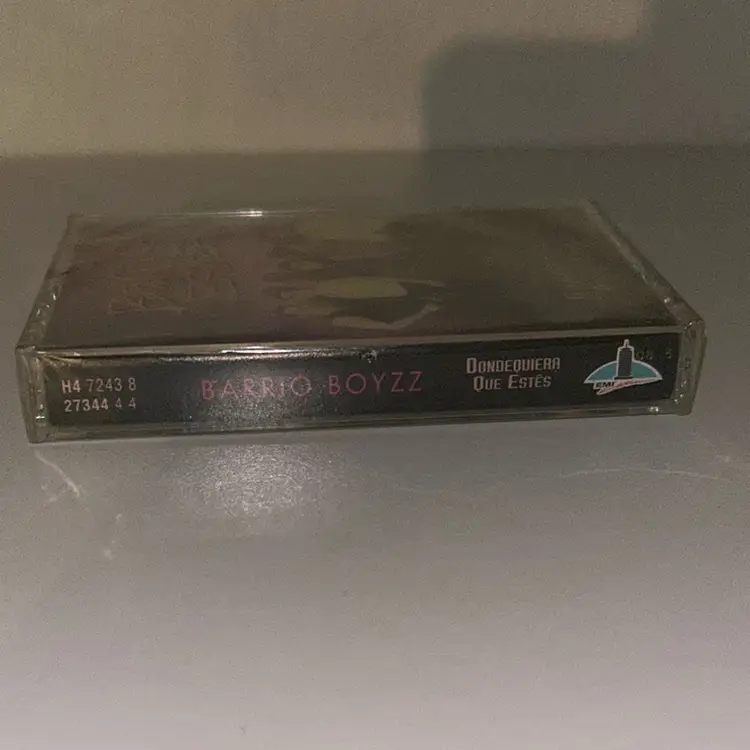 H4 7243 8
27344 4 4
BARRIO BOYZZ
DONDEQUIERA
QUE ESTÉS
EMI